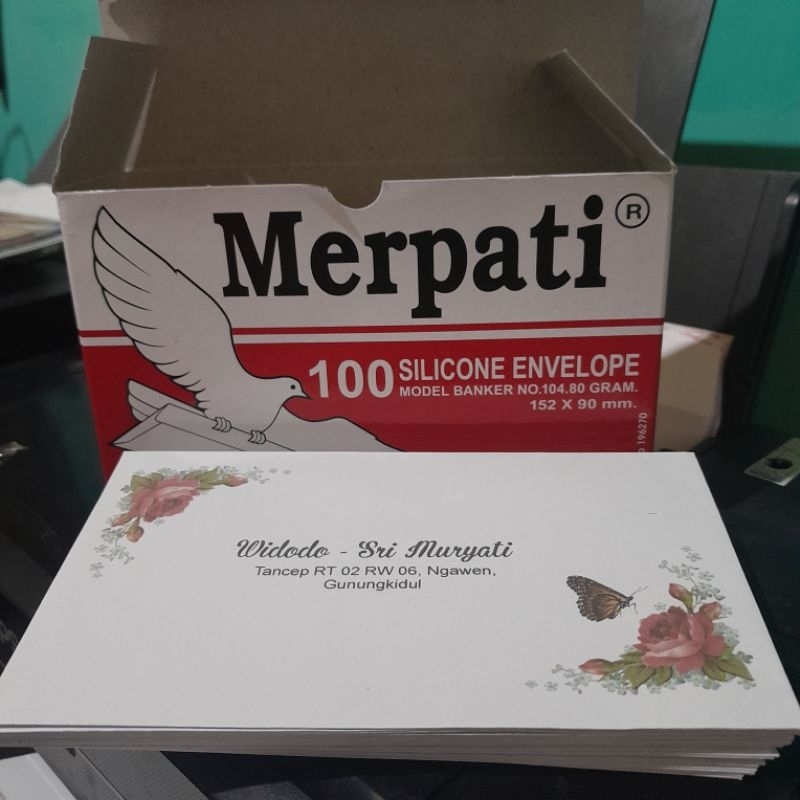 Merpati ®
100 SILICONE ENVELOPE
MODEL BANKER NO.104.80 GRAM.
152 X 90 mm.
196270
Widodo - Sri Muryati
Tancep RT 02 RW 06, Ngawen,
Gunungkidul